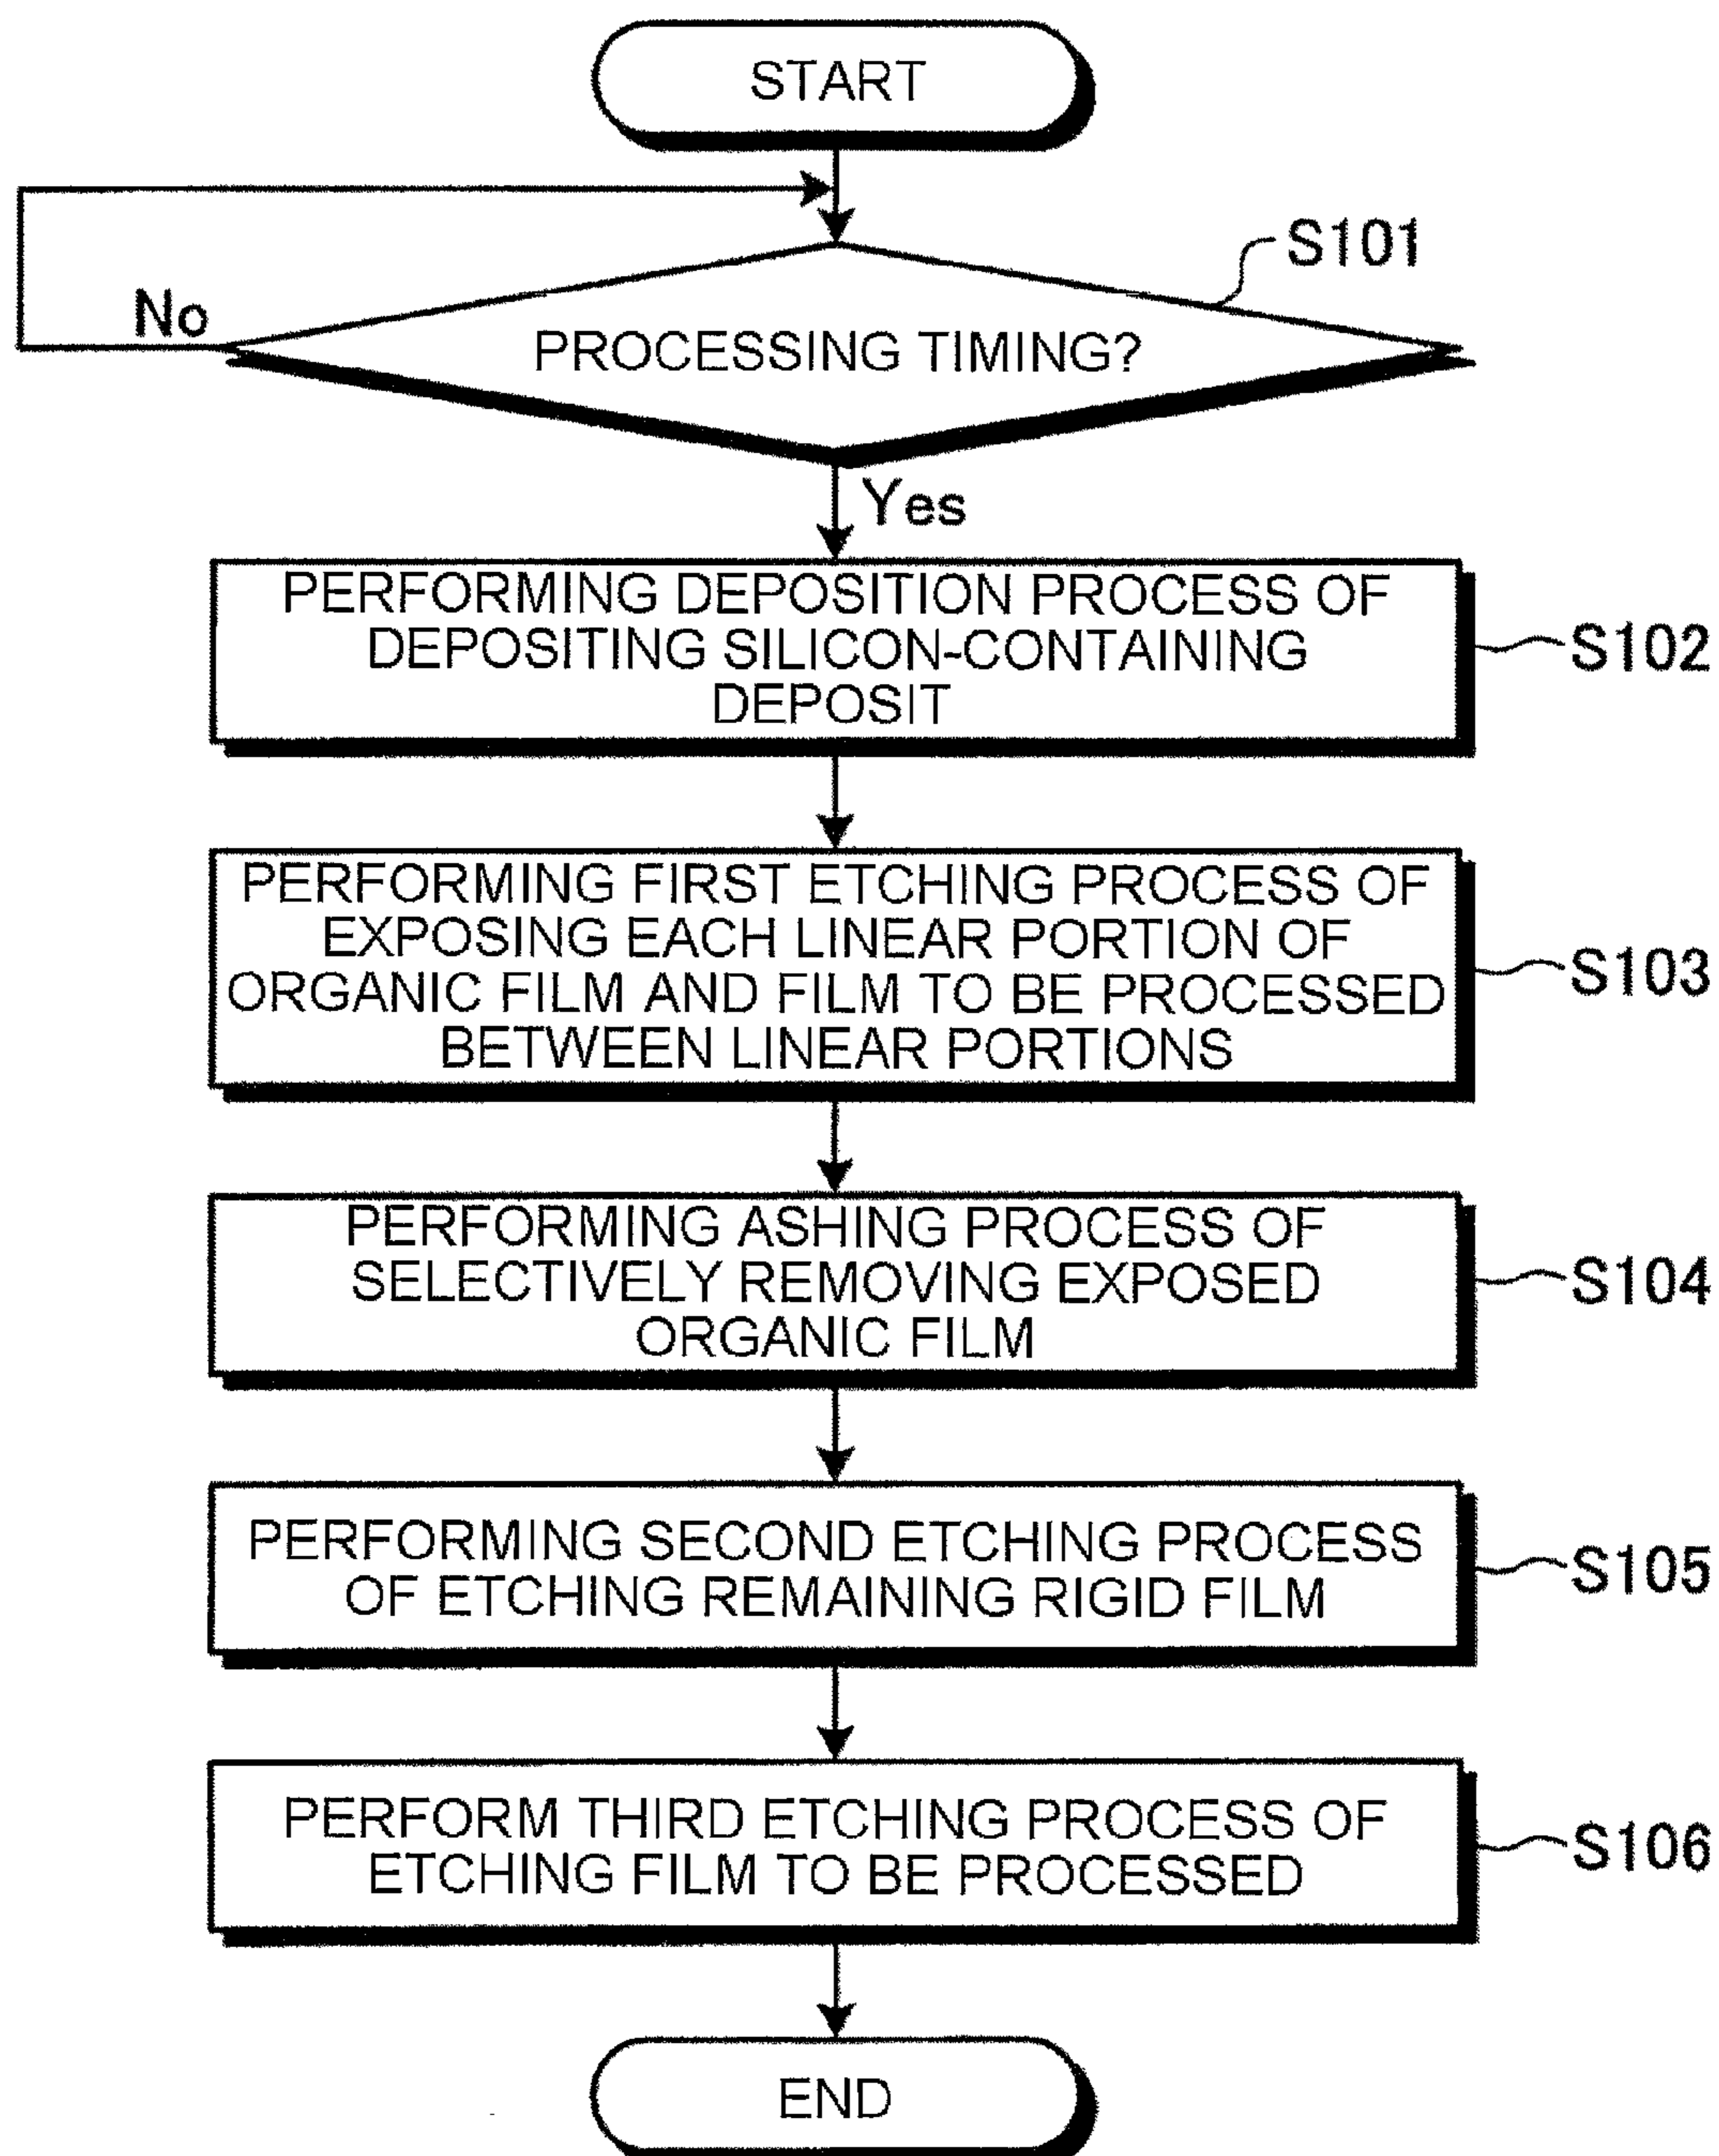 START
S101
No
PROCESSING TIMING?
Yes
PERFORMING DEPOSITION PROCESS OF
DEPOSITING SILICON-CONTAINING
DEPOSIT
S102
PERFORMING FIRST ETCHING PROCESS OF
EXPOSING EACH LINEAR PORTION OF
ORGANIC FILM AND FILM TO BE PROCESSED
BETWEEN LINEAR PORTIONS
S103
PERFORMING ASHING PROCESS OF
SELECTIVELY REMOVING EXPOSED
ORGANIC FILM
S104
PERFORMING SECOND ETCHING PROCESS
OF ETCHING REMAINING RIGID FILM
S105
PERFORM THIRD ETCHING PROCESS OF
ETCHING FILM TO BE PROCESSED
S106
END